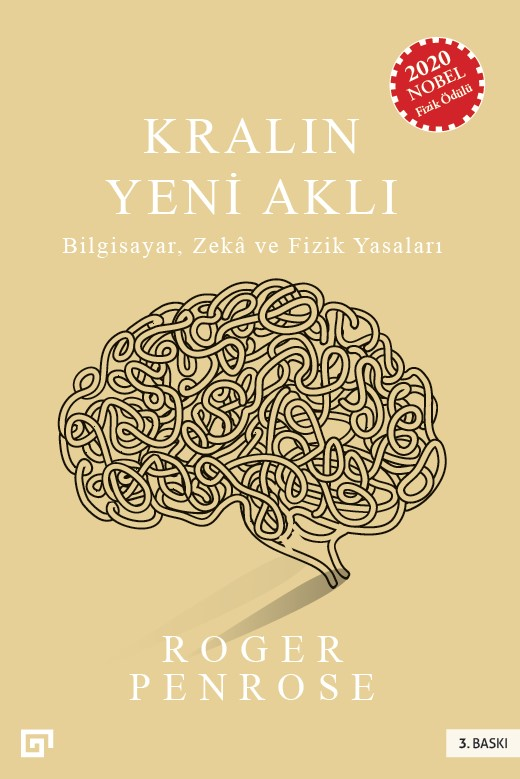 2020
NOBEL
Fizik Ödülü
KRALIN
YENİ AKLI
Bilgisayar, Zekâ ve Fizik Yasaları
ROGER
PENROSE
3. BASKI